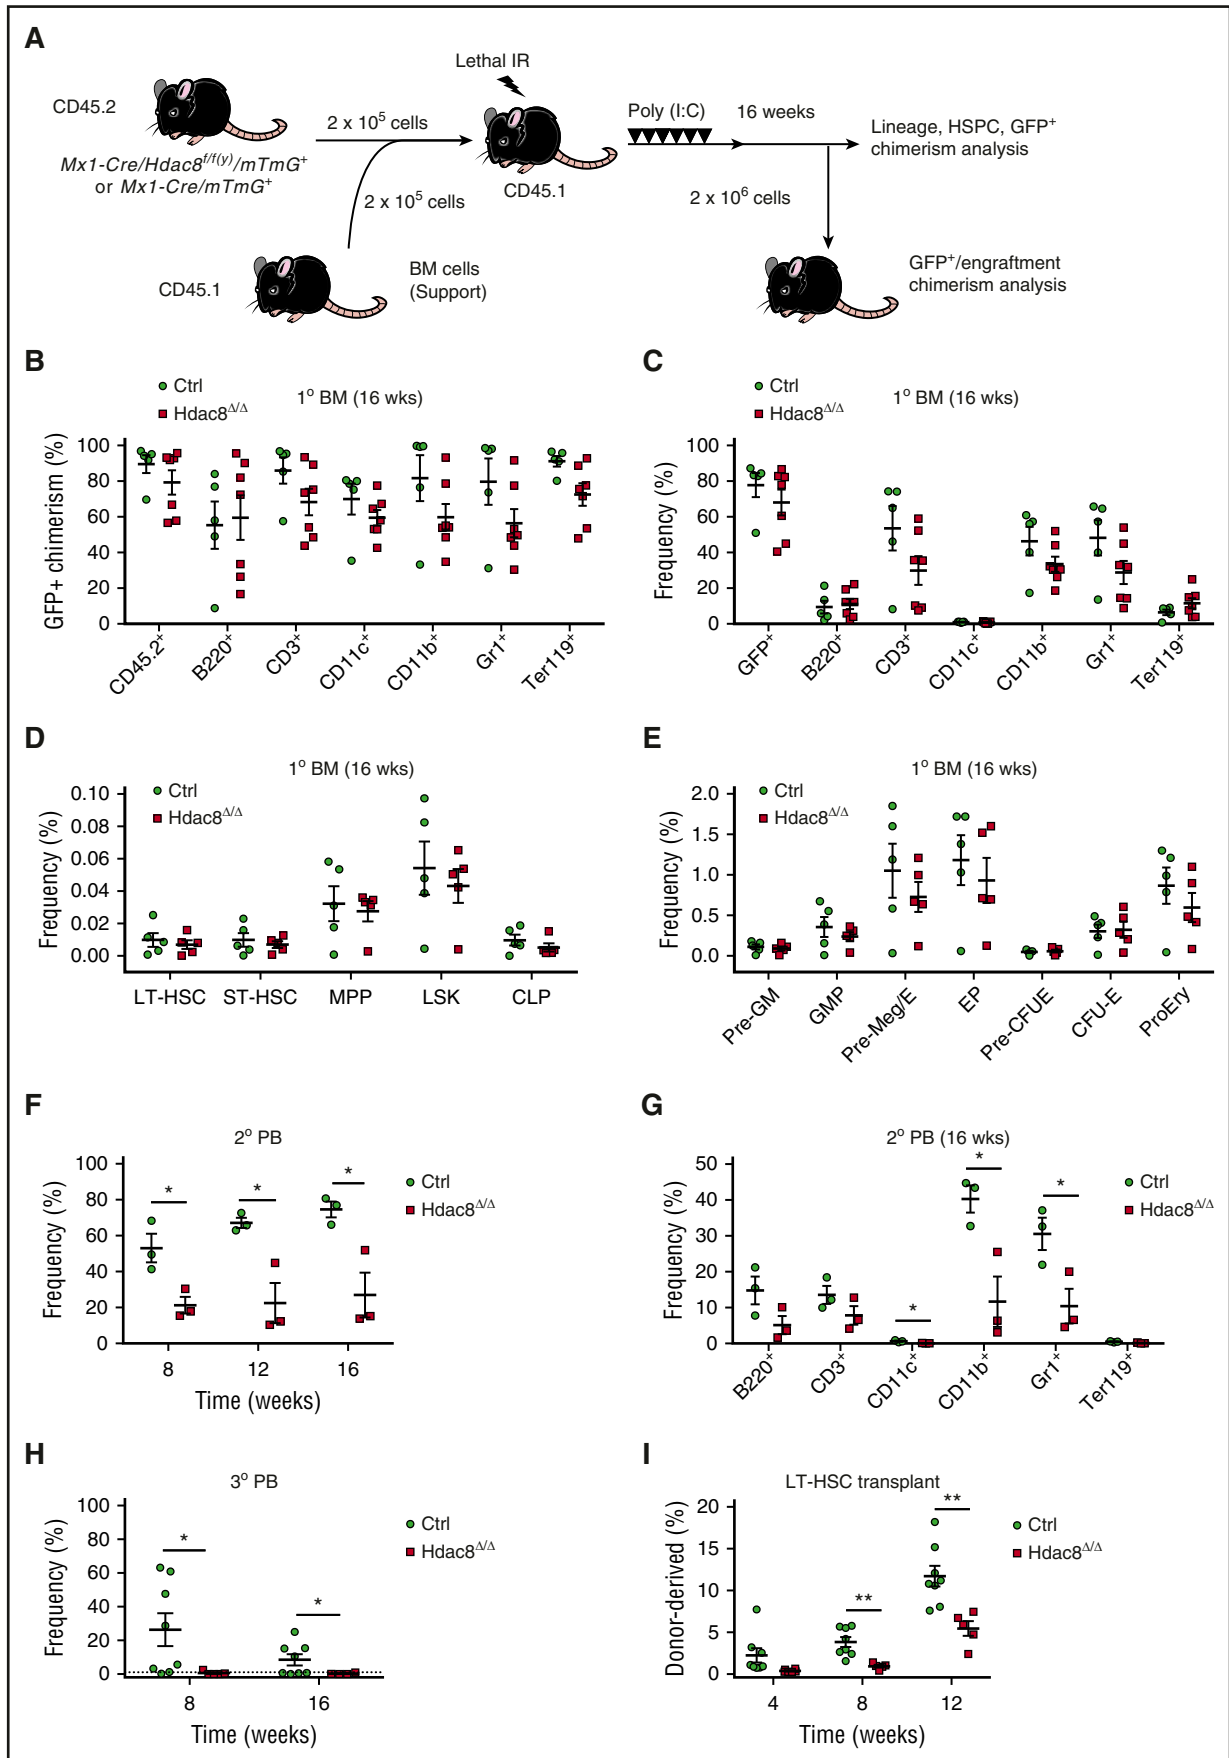 A
Lethal IR
CD45.2
2 x 10⁵ cells
Poly (I:C)
16 weeks
Lineage, HSPC, GFP⁺
chimerism analysis
Mx1-Cre/Hdac8ᶠ/ᶠ⁽ʸ⁾/mTmG⁺
or Mx1-Cre/mTmG⁺
CD45.1
2 x 10⁵ cells
2 x 10⁶ cells
CD45.1
BM cells
(Support)
GFP⁺/engraftment
chimerism analysis
B
Ctrl
Hdac8Δ/Δ
1° BM (16 wks)
GFP+ chimerism (%)
100
80
60
40
20
0
CD45.2⁺
B220⁺
CD3⁺
CD11c⁺
CD11b⁺
Gr1⁺
Ter119⁺
C
Ctrl
Hdac8Δ/Δ
1° BM (16 wks)
Frequency (%)
100
80
60
40
20
0
GFP⁺
B220⁺
CD3⁺
CD11c⁺
CD11b⁺
Gr1⁺
Ter119⁺
D
1° BM (16 wks)
Ctrl
Hdac8Δ/Δ
Frequency (%)
0.10
0.08
0.06
0.04
0.02
0.00
LT-HSC
ST-HSC
MPP
LSK
CLP
E
1° BM (16 wks)
Ctrl
Hdac8Δ/Δ
Frequency (%)
2.0
1.5
1.0
0.5
0.0
Pre-GM
GMP
Pre-Meg/E
EP
Pre-CFUE
CFU-E
ProEry
F
2° PB
Ctrl
Hdac8Δ/Δ
Frequency (%)
100
80
60
40
20
0
*
*
*
8
12
16
Time (weeks)
G
2° PB (16 wks)
Ctrl
Hdac8Δ/Δ
Frequency (%)
50
40
30
20
10
0
*
*
*
B220⁺
CD3⁺
CD11c⁺
CD11b⁺
Gr1⁺
Ter119⁺
H
3° PB
Ctrl
Hdac8Δ/Δ
Frequency (%)
100
80
60
40
20
0
*
*
8
16
Time (weeks)
I
LT-HSC transplant
Ctrl
Hdac8Δ/Δ
Donor-derived (%)
20
15
10
5
0
**
**
4
8
12
Time (weeks)